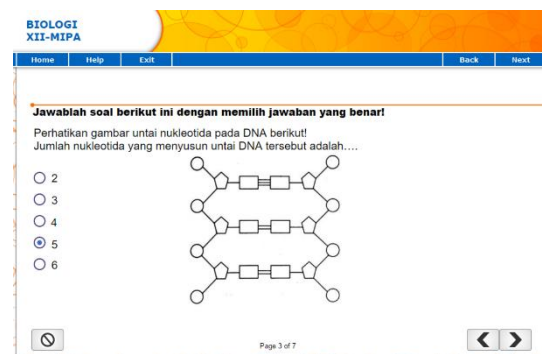 BIOLOGI
XII-MIPA
Home Help Exit Back Next
Jawablah soal berikut ini dengan memilih jawaban yang benar!
Perhatikan gambar untai nukleotida pada DNA berikut!
Jumlah nukleotida yang menyusun untai DNA tersebut adalah....
2
3
4
5
6
Page 3 of 7